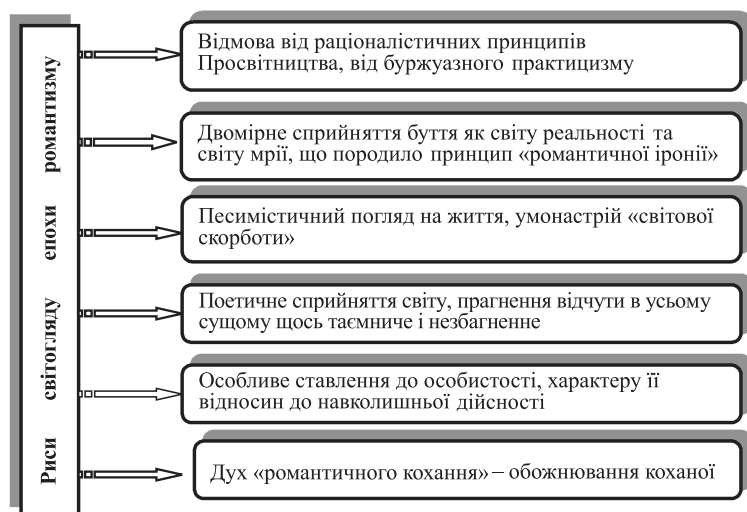 Риси світогляду епохи романтизму
Відмова від раціоналістичних принципів
Просвітництва, від буржуазного практицизму
Двомірне сприйняття буття як світу реальності та
світу мрії, що породило принцип «романтичної іронії»
Песимістичний погляд на життя, умонастрій «світової
скорботи»
Поетичне сприйняття світу, прагнення відчути в усьому
сущому щось таємниче і незбагненне
Особливе ставлення до особистості, характеру її
відносин до навколишньої дійсності
Дух «романтичного кохання» – обожнювання коханої